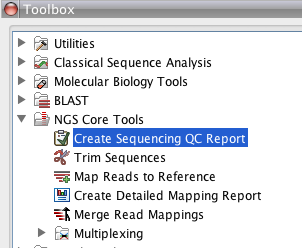 Toolbox
Utilities
Classical Sequence Analysis
Molecular Biology Tools
BLAST
NGS Core Tools
Create Sequencing QC Report
Trim Sequences
Map Reads to Reference
Create Detailed Mapping Report
Merge Read Mappings
Multiplexing